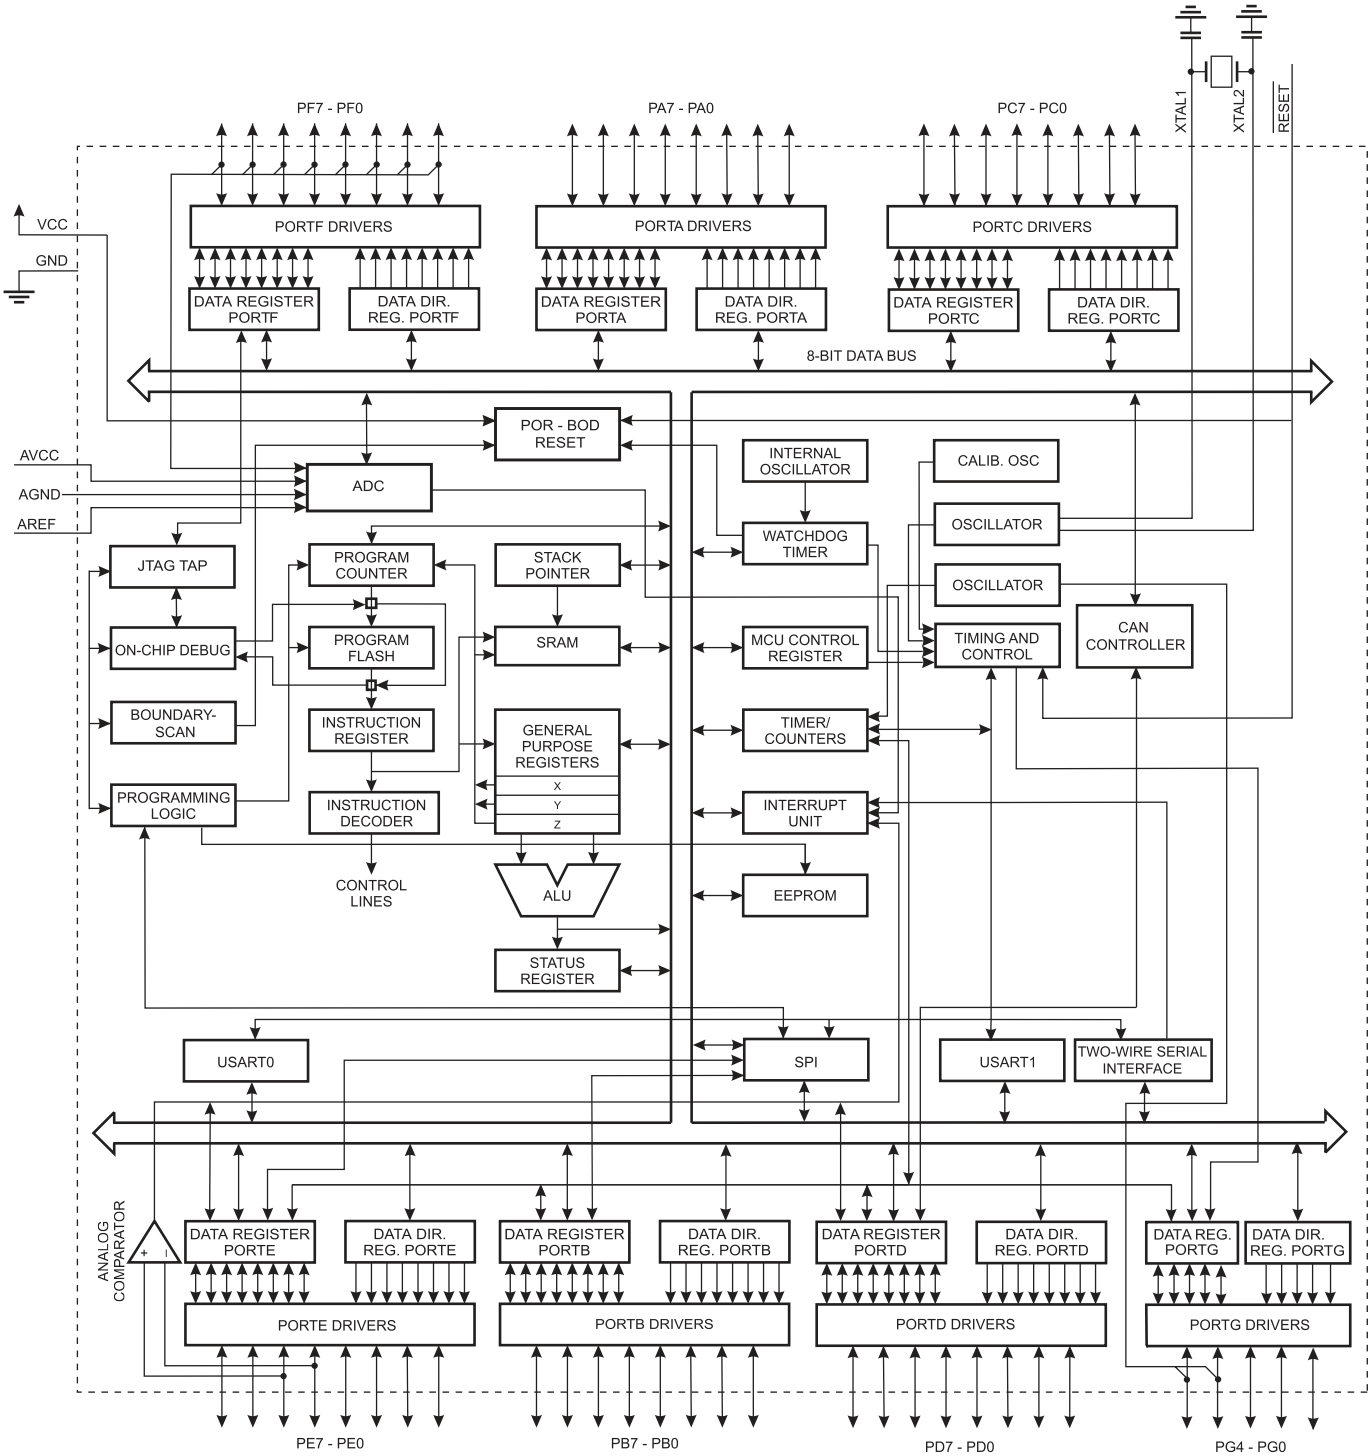 XTAL1
XTAL2
RESET
PF7 - PF0
PA7 - PA0
PC7 - PC0
VCC
GND
PORTF DRIVERS
PORTA DRIVERS
PORTC DRIVERS
DATA REGISTER
PORTF
DATA DIR.
REG. PORTF
DATA REGISTER
PORTA
DATA DIR.
REG. PORTA
DATA REGISTER
PORTC
DATA DIR.
REG. PORTC
8-BIT DATA BUS
POR - BOD
RESET
INTERNAL
OSCILLATOR
CALIB. OSC
AVCC
AGND
AREF
ADC
OSCILLATOR
WATCHDOG
TIMER
JTAG TAP
PROGRAM
COUNTER
STACK
POINTER
OSCILLATOR
CAN
CONTROLLER
ON-CHIP DEBUG
PROGRAM
FLASH
SRAM
MCU CONTROL
REGISTER
TIMING AND
CONTROL
BOUNDARY-
SCAN
INSTRUCTION
REGISTER
GENERAL
PURPOSE
REGISTERS
X
Y
Z
TIMER/
COUNTERS
PROGRAMMING
LOGIC
INSTRUCTION
DECODER
INTERRUPT
UNIT
CONTROL
LINES
ALU
EEPROM
STATUS
REGISTER
USART0
SPI
USART1
TWO-WIRE SERIAL
INTERFACE
ANALOG
COMPARATOR
+
−
DATA REGISTER
PORTE
DATA DIR.
REG. PORTE
DATA REGISTER
PORTB
DATA DIR.
REG. PORTB
DATA REGISTER
PORTD
DATA DIR.
REG. PORTD
DATA REG.
PORTG
DATA DIR.
REG. PORTG
PORTE DRIVERS
PORTB DRIVERS
PORTD DRIVERS
PORTG DRIVERS
PE7 - PE0
PB7 - PB0
PD7 - PD0
PG4 - PG0